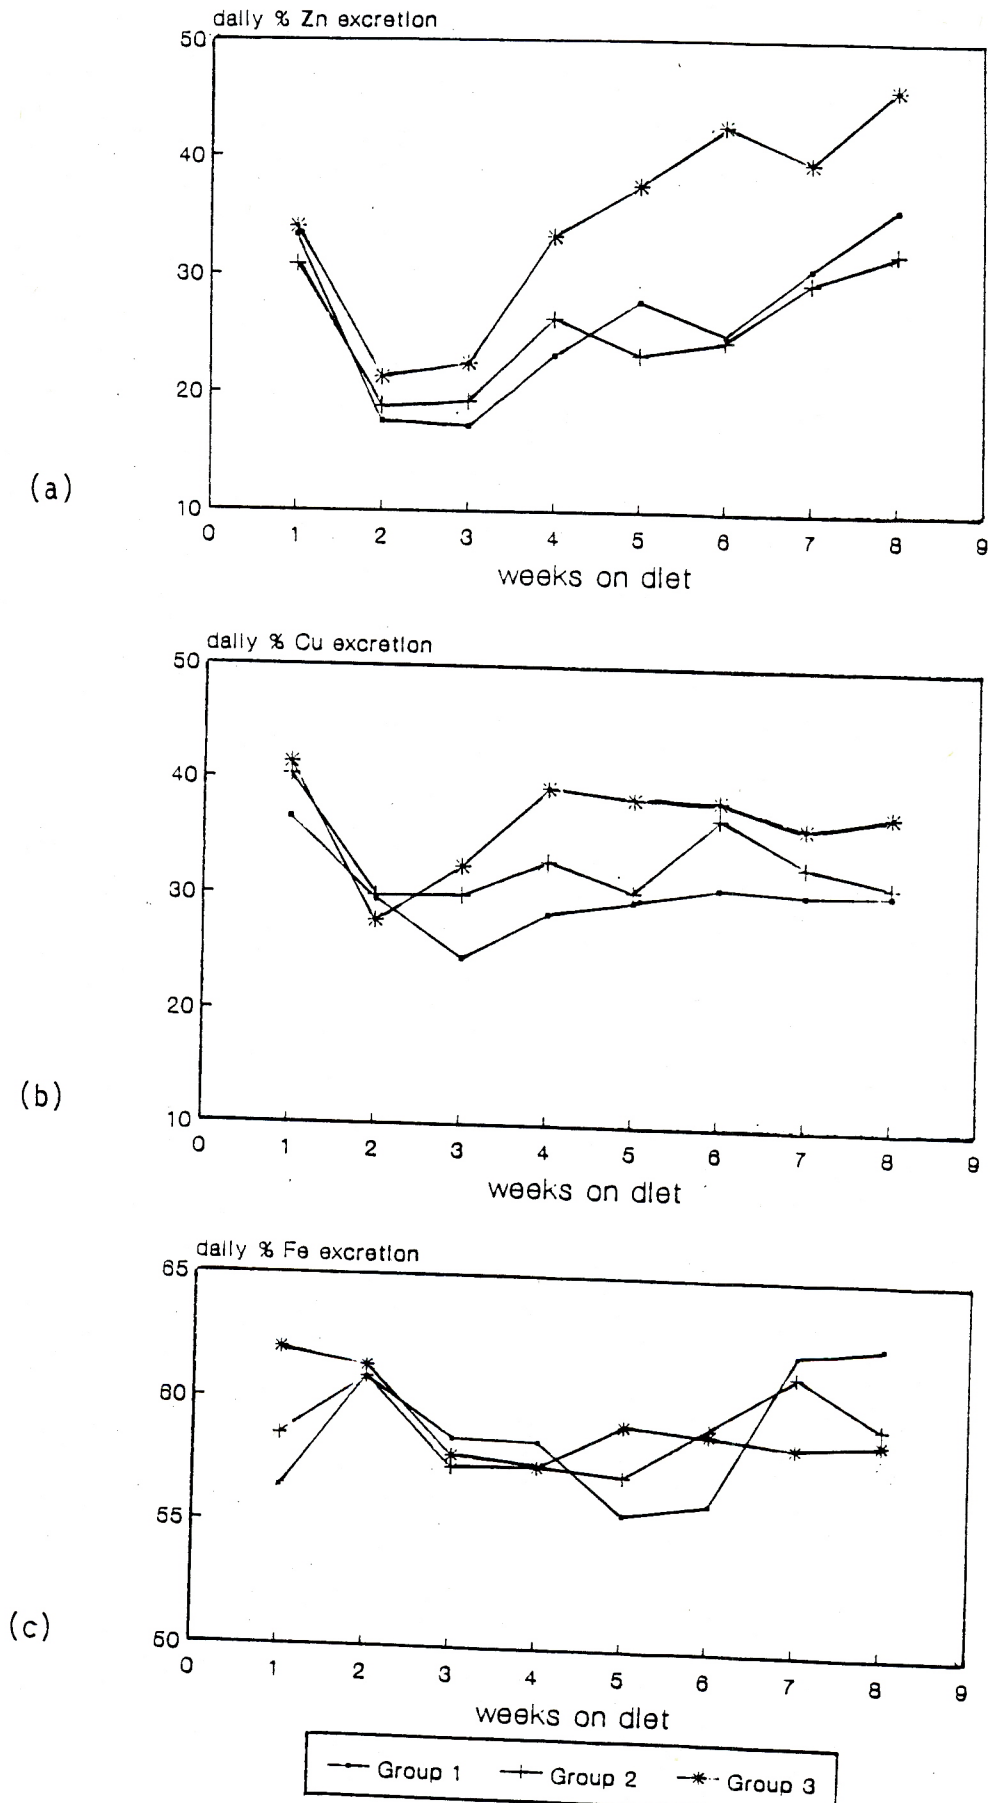 daily % Zn excretion
50
40
30
20
10
(a)
0 1 2 3 4 5 6 7 8 9
weeks on diet
daily % Cu excretion
50
40
30
20
10
(b)
0 1 2 3 4 5 6 7 8 9
weeks on diet
daily % Fe excretion
65
60
55
50
(c)
0 1 2 3 4 5 6 7 8 9
weeks on diet
Group 1 Group 2 Group 3